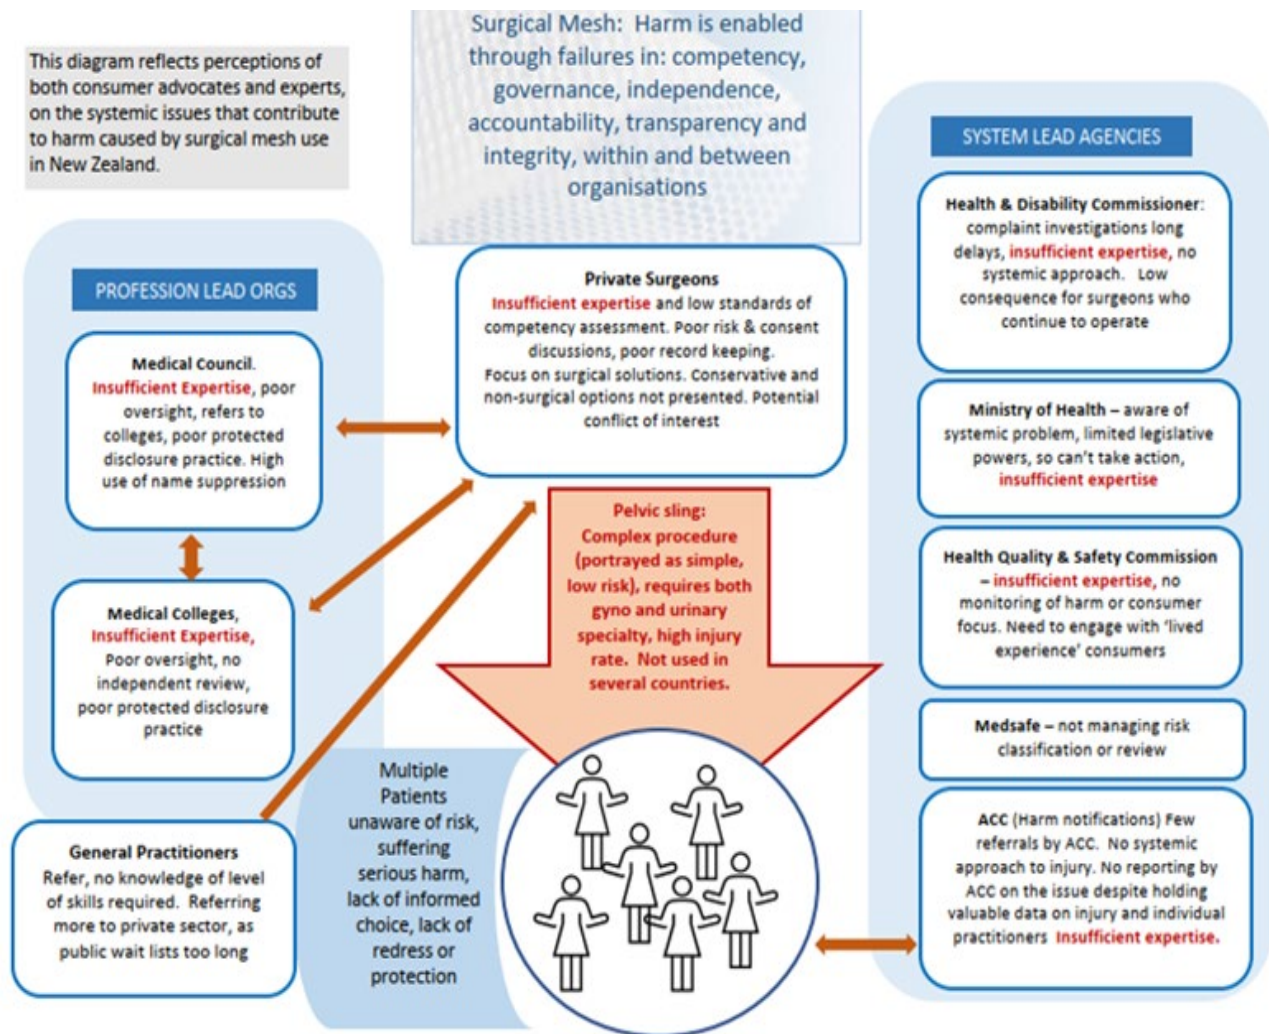 This diagram reflects perceptions of
both consumer advocates and experts,
on the systemic issues that contribute
to harm caused by surgical mesh use
in New Zealand.
Surgical Mesh:  Harm is enabled
through failures in: competency,
governance, independence,
accountability, transparency and
integrity, within and between
organisations
PROFESSION LEAD ORGS
Medical Council.
Insufficient Expertise, poor
oversight, refers to
colleges, poor protected
disclosure practice. High
use of name suppression
Medical Colleges,
Insufficient Expertise,
Poor oversight, no
independent review,
poor protected disclosure
practice
General Practitioners
Refer, no knowledge of level
of skills required.  Referring
more to private sector, as
public wait lists too long
Private Surgeons
Insufficient expertise and low standards of
competency assessment. Poor risk & consent
discussions, poor record keeping.
Focus on surgical solutions. Conservative and
non-surgical options not presented. Potential
conflict of interest
Pelvic sling:
Complex procedure
(portrayed as simple,
low risk), requires both
gyno and urinary
specialty, high injury
rate.  Not used in
several countries.
Multiple
Patients
unaware of risk,
suffering
serious harm,
lack of informed
choice, lack of
redress or
protection
SYSTEM LEAD AGENCIES
Health & Disability Commissioner:
complaint investigations long
delays, insufficient expertise, no
systemic approach.   Low
consequence for surgeons who
continue to operate
Ministry of Health – aware of
systemic problem, limited legislative
powers, so can't take action,
insufficient expertise
Health Quality & Safety Commission
– insufficient expertise, no
monitoring of harm or consumer
focus. Need to engage with 'lived
experience' consumers
Medsafe – not managing risk
classification or review
ACC (Harm notifications) Few
referrals by ACC.  No systemic
approach to injury. No reporting by
ACC on the issue despite holding
valuable data on injury and individual
practitioners  Insufficient expertise.